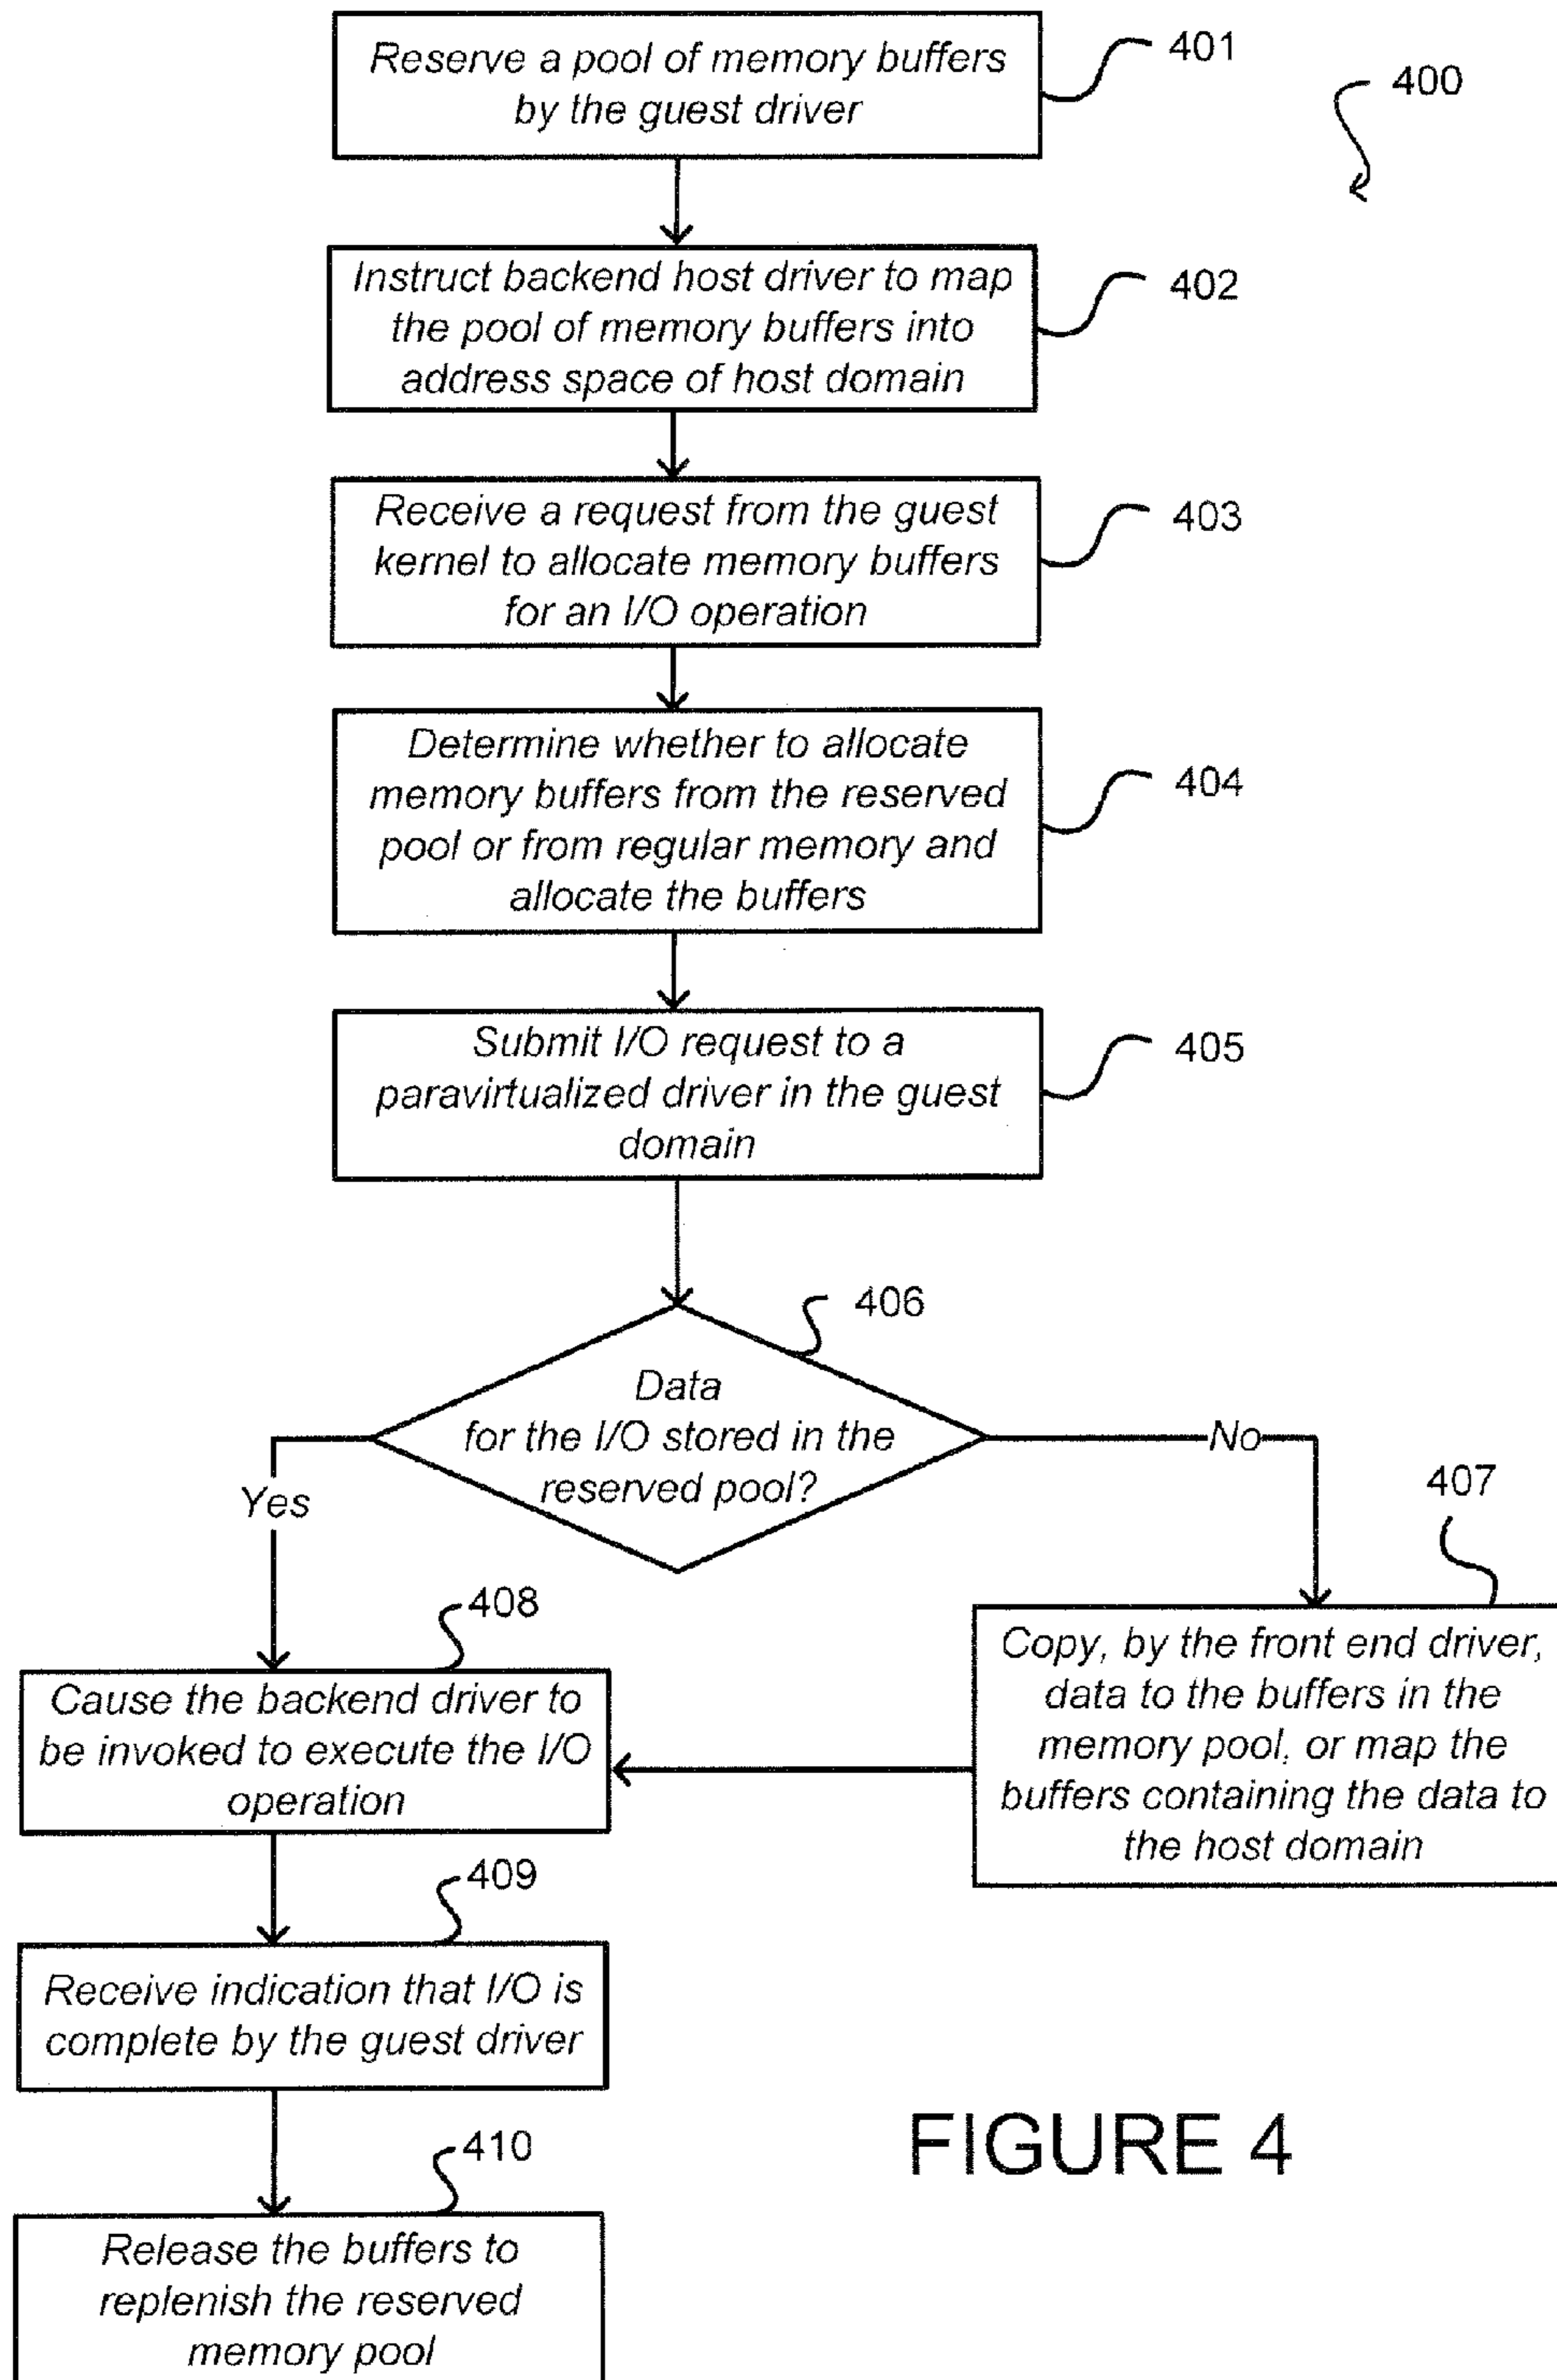 Reserve a pool of memory buffers
by the guest driver
401
400
Instruct backend host driver to map
the pool of memory buffers into
address space of host domain
402
Receive a request from the guest
kernel to allocate memory buffers
for an I/O operation
403
Determine whether to allocate
memory buffers from the reserved
pool or from regular memory and
allocate the buffers
404
Submit I/O request to a
paravirtualized driver in the guest
domain
405
406
Data
for the I/O stored in the
reserved pool?
Yes
No
407
Copy, by the front end driver,
data to the buffers in the
memory pool, or map the
buffers containing the data to
the host domain
408
Cause the backend driver to
be invoked to execute the I/O
operation
409
Receive indication that I/O is
complete by the guest driver
410
Release the buffers to
replenish the reserved
memory pool
FIGURE 4